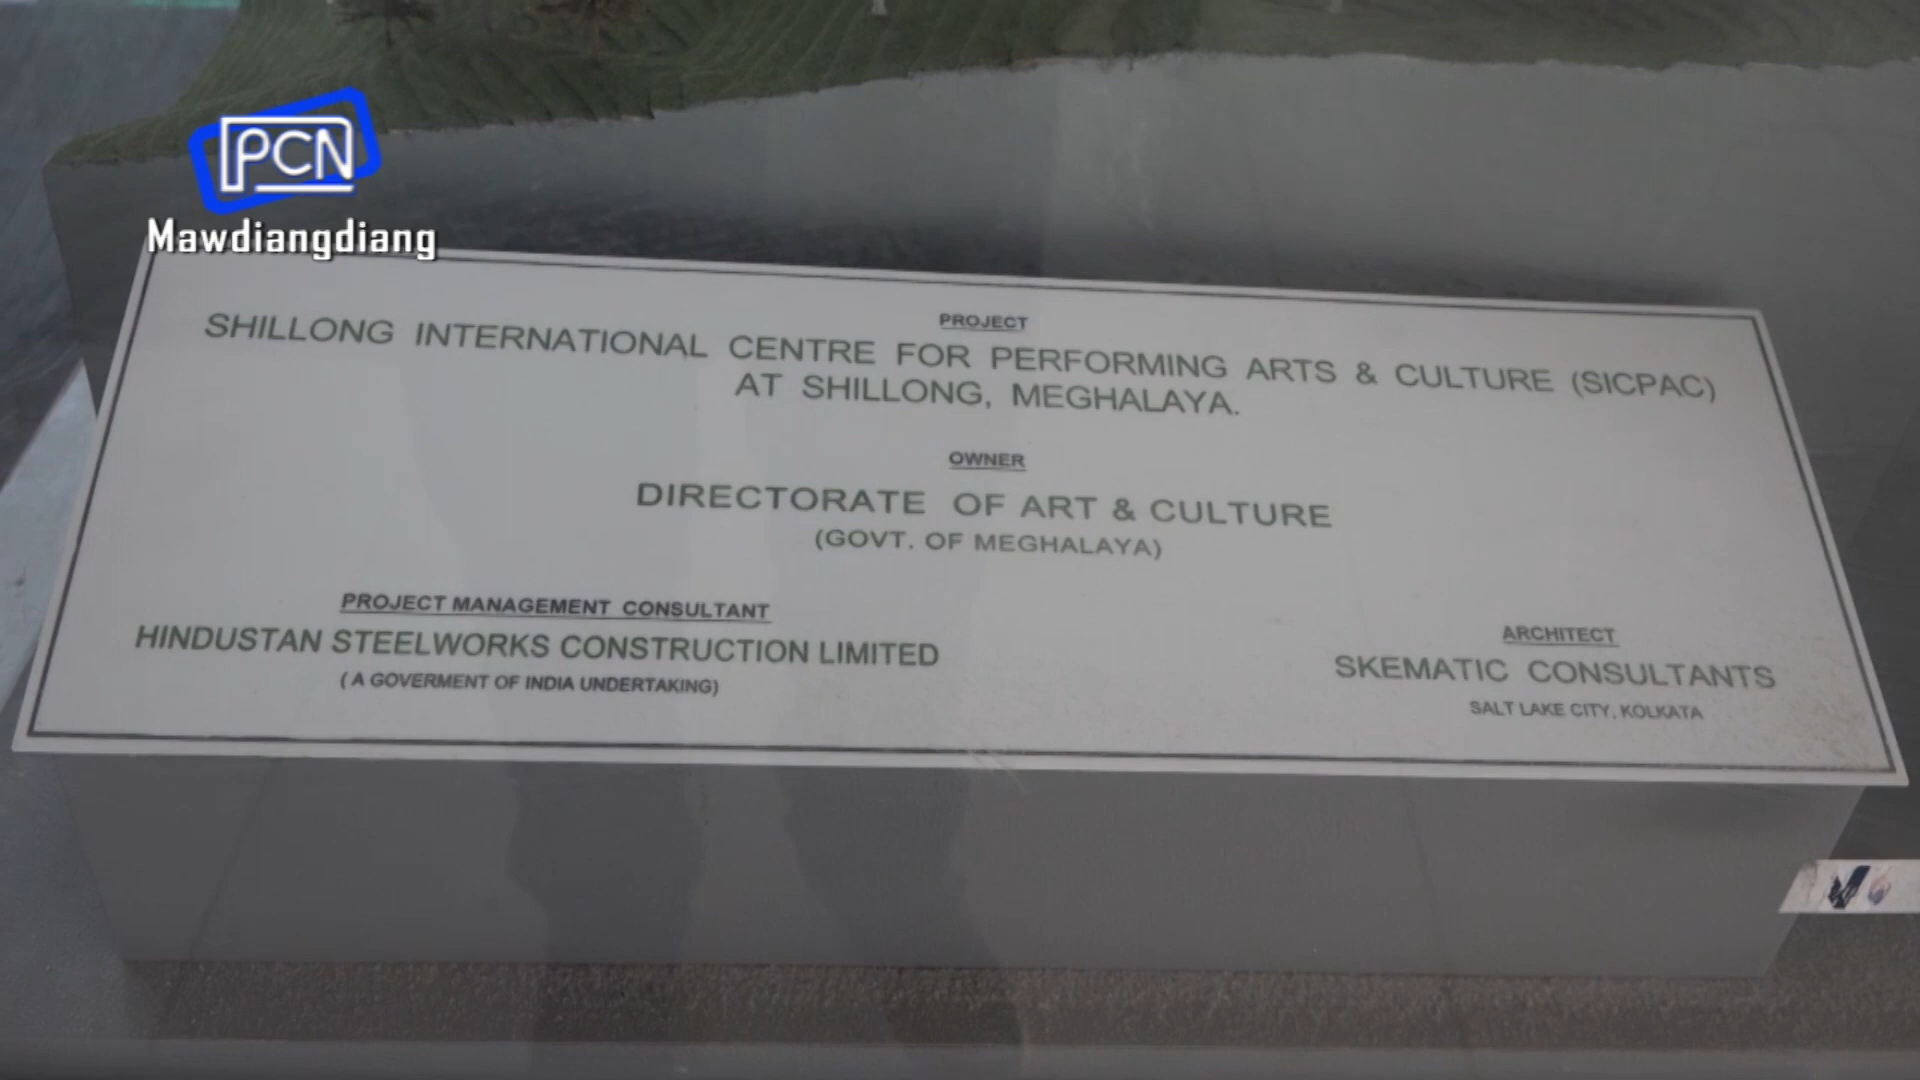 PCN
Mawdiangdiang
PROJECT
SHILLONG INTERNATIONAL CENTRE FOR PERFORMING ARTS & CULTURE (SICPAC)
AT SHILLONG, MEGHALAYA.
OWNER
DIRECTORATE OF ART & CULTURE
(GOVT. OF MEGHALAYA)
PROJECT MANAGEMENT CONSULTANT
HINDUSTAN STEELWORKS CONSTRUCTION LIMITED
( A GOVERMENT OF INDIA UNDERTAKING)
ARCHITECT
SKEMATIC CONSULTANTS
SALT LAKE CITY, KOLKATA